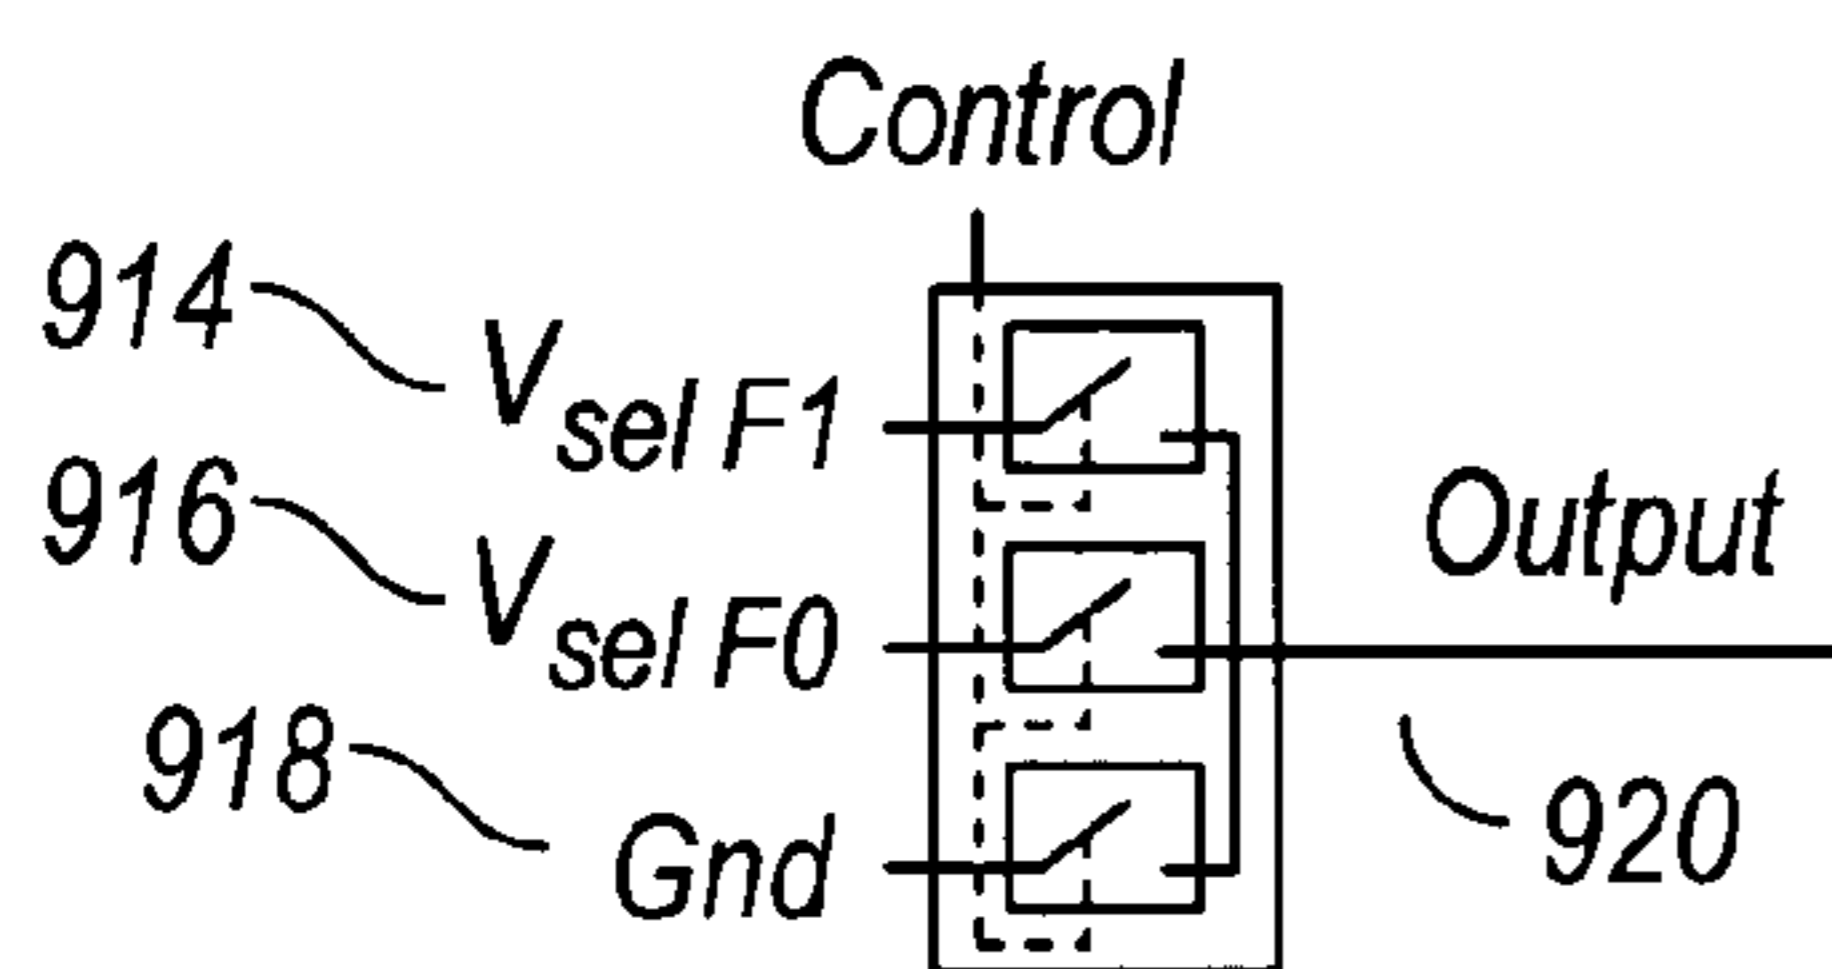 Control
914
V sel F1
916
V sel F0
Output
918
Gnd
920